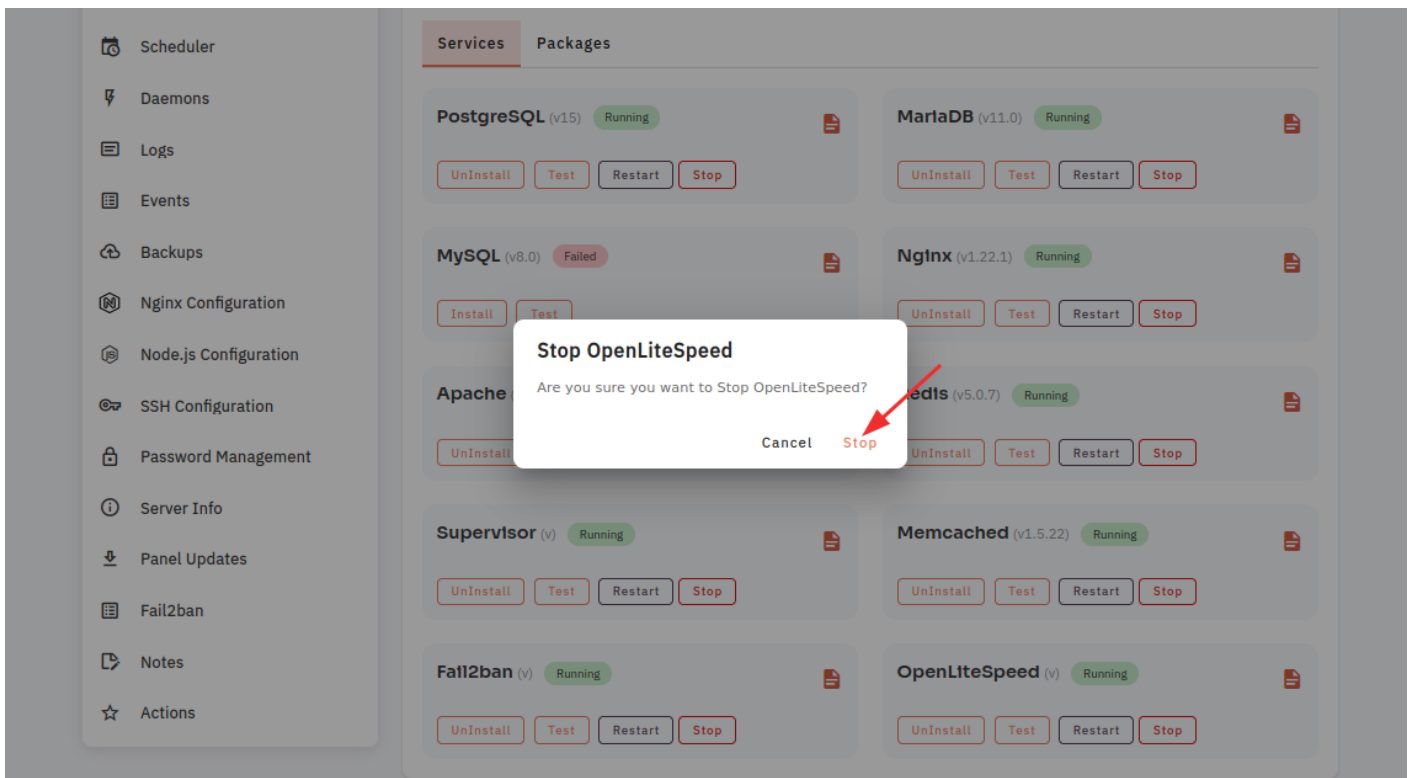 Scheduler
Daemons
Logs
Events
Backups
Nginx Configuration
Node.js Configuration
SSH Configuration
Password Management
Server Info
Panel Updates
Fail2ban
Notes
Actions
Services Packages
PostgreSQL (v15) Running
UnInstall Test Restart Stop
MariaDB (v11.0) Running
UnInstall Test Restart Stop
MySQL (v8.0) Failed
Install Test
Nginx (v1.22.1) Running
UnInstall Test Restart Stop
Apache
UnInstall
Stop OpenLiteSpeed
Are you sure you want to Stop OpenLiteSpeed?
Cancel Stop
edis (v5.0.7) Running
UnInstall Test Restart Stop
Supervisor (v) Running
UnInstall Test Restart Stop
Memcached (v1.5.22) Running
UnInstall Test Restart Stop
Fail2ban (v) Running
UnInstall Test Restart Stop
OpenLiteSpeed (v) Running
UnInstall Test Restart Stop